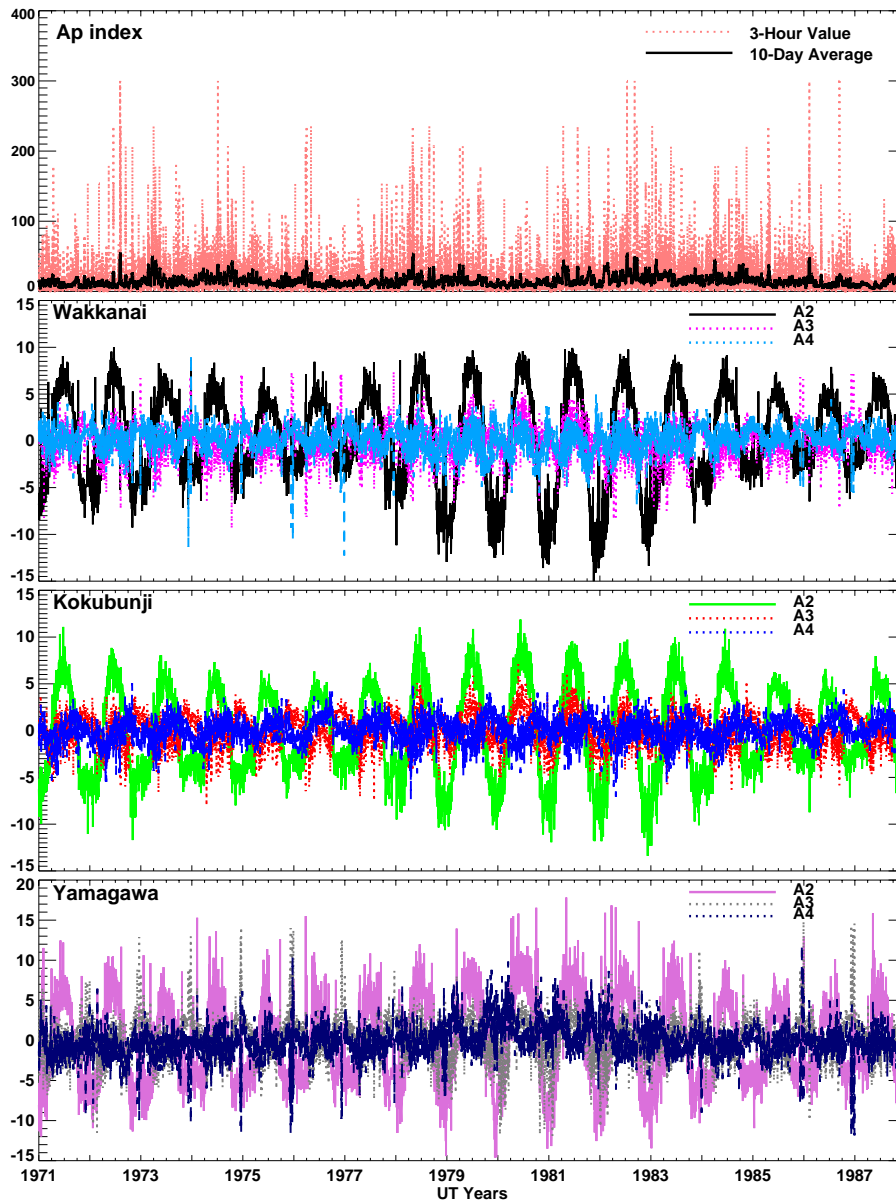 Ap index
3-Hour Value
10-Day Average
400
300
200
100
0
Wakkanai
A2
A3
A4
15
10
5
0
-5
-10
-15
Kokubunji
A2
A3
A4
15
10
5
0
-5
-10
-15
Yamagawa
A2
A3
A4
20
15
10
5
0
-5
-10
-15
1971 1973 1975 1977 1979 1981 1983 1985 1987
UT Years